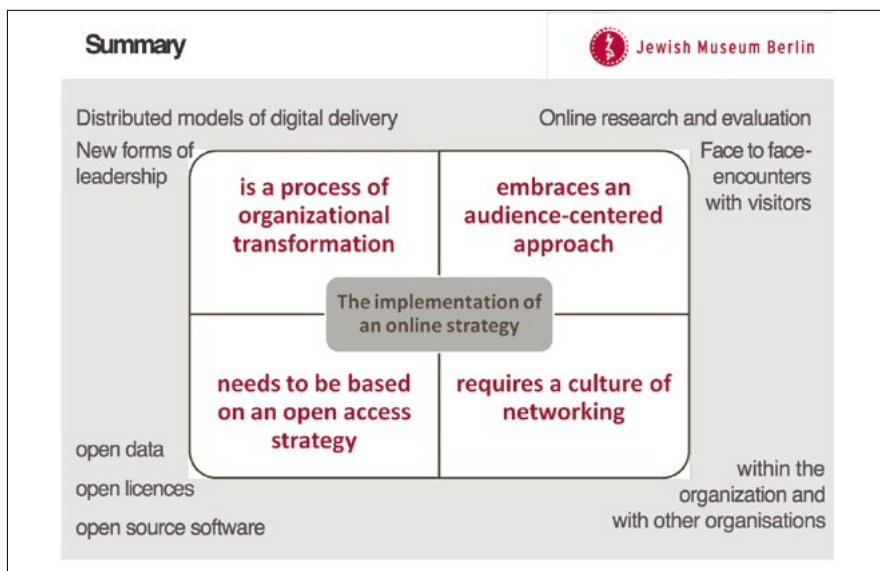 Summary
Jewish Museum Berlin
Distributed models of digital delivery
New forms of
leadership
Online research and evaluation
Face to face-
encounters
with visitors
is a process of
organizational
transformation
embraces an
audience-centered
approach
The implementation of
an online strategy
needs to be based
on an open access
strategy
requires a culture of
networking
open data
open licences
open source software
within the
organization and
with other organisations